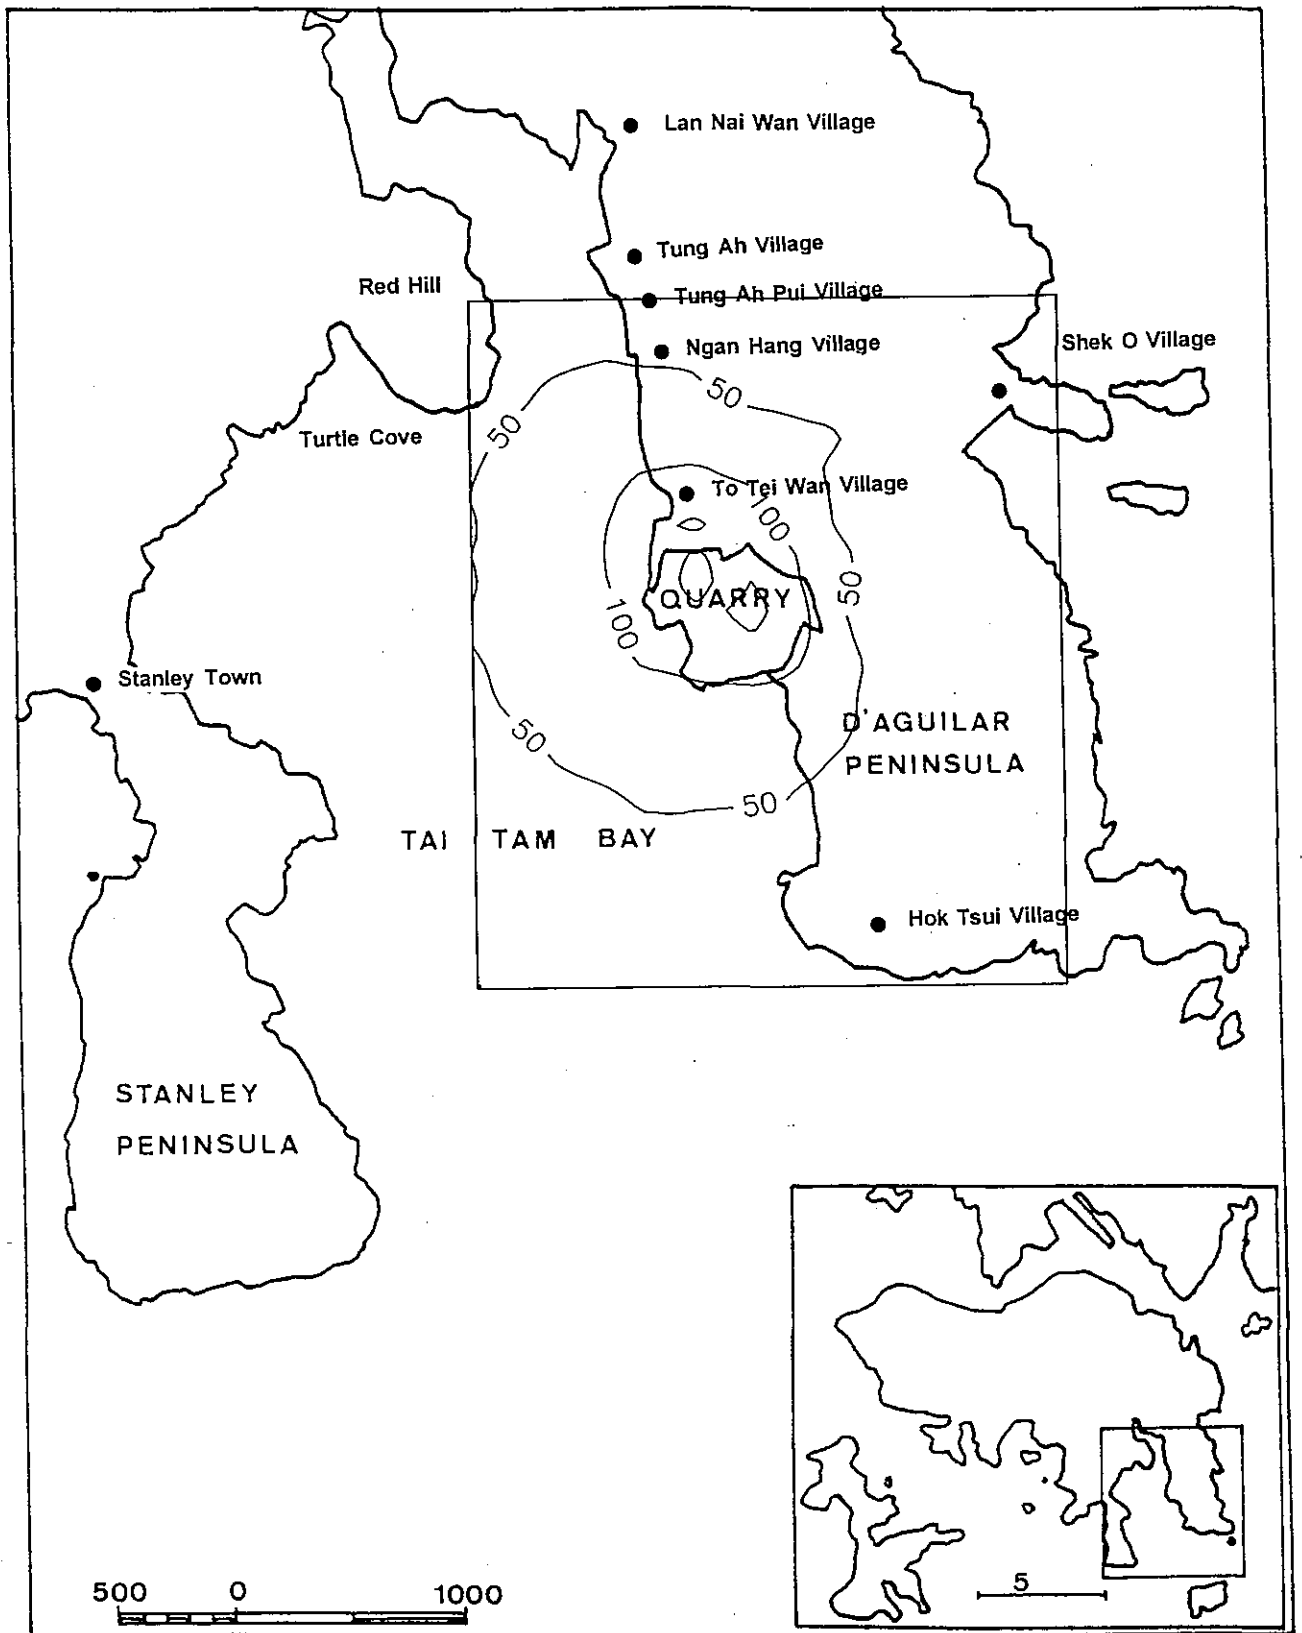 Lan Nai Wan Village
Tung Ah Village
Red Hill
Tung Ah Pui Village
Shek O Village
Ngan Hang Village
50
50
Turtle Cove
To Tei Wan Village
100
50
QUARRY
100
Stanley Town
50
D'AGUILAR
PENINSULA
50
TAI TAM BAY
Hok Tsui Village
STANLEY
PENINSULA
5
500 0 1000